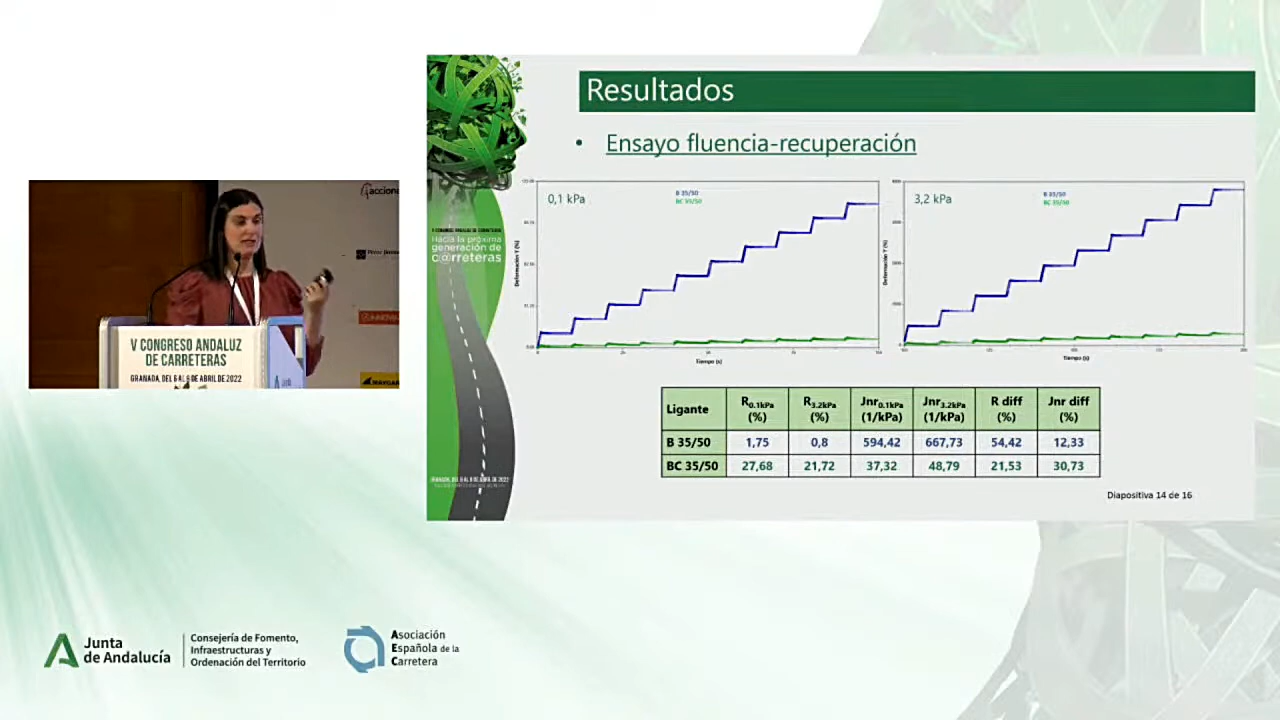 Resultados
• Ensayo fluencia-recuperación
0,1 kPa
B 35/50
BC 35/50
Deformación γ (%)
Tiempo (s)
3,2 kPa
B 35/50
BC 35/50
Deformación γ (%)
Tiempo (s)
Ligante R0.1kPa (%) R3.2kPa (%) Jnr0.1kPa (1/kPa) Jnr3.2kPa (1/kPa) R diff (%) Jnr diff (%)
B 35/50 1,75 0,8 594,42 667,73 54,42 12,33
BC 35/50 27,68 21,72 37,32 48,79 21,53 30,73
Diapositiva 14 de 16
V CONGRESO ANDALUZ DE CARRETERAS
Hacia la próxima
generación de
c@rreteras
GRANADA, DEL 6 AL 8 DE ABRIL DE 2022
acciona
V CONGRESO ANDALUZ
DE CARRETERAS
GRANADA, DEL 6 AL 8 DE ABRIL DE 2022
Junta
de Andalucía
Consejería de Fomento,
Infraestructuras y
Ordenación del Territorio
Asociación
Española de la
Carretera